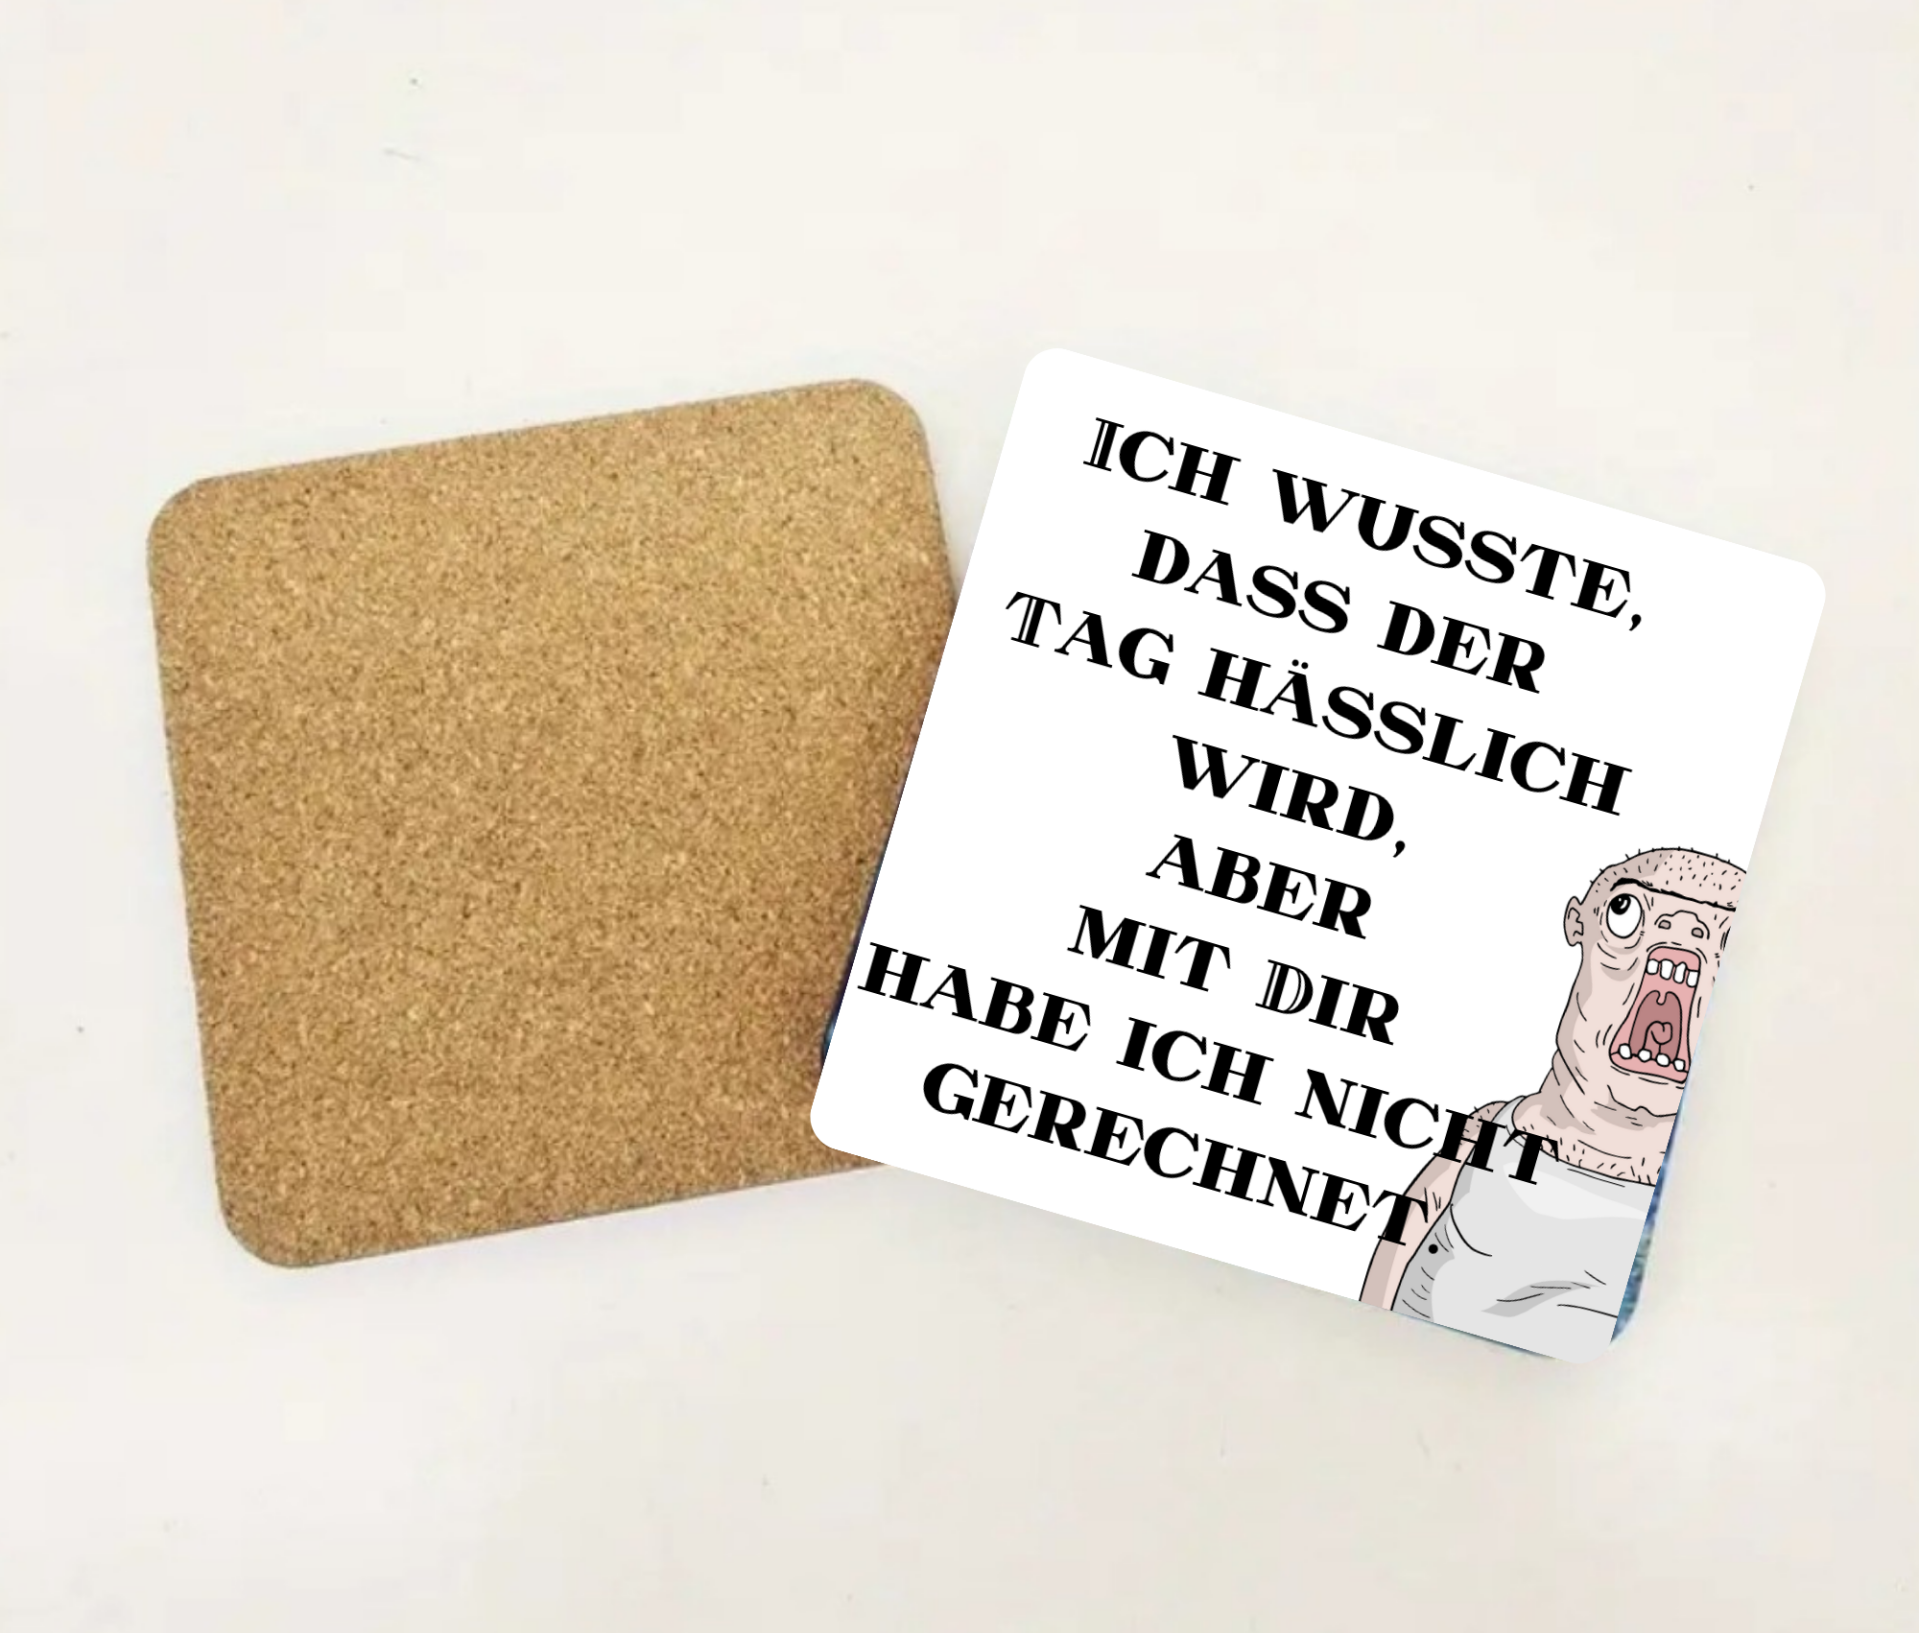 ICH WUSSTE,
DASS DER
TAG HÄSSLICH
WIRD,
ABER
MIT DIR
HABE ICH NICHT
GERECHNET.